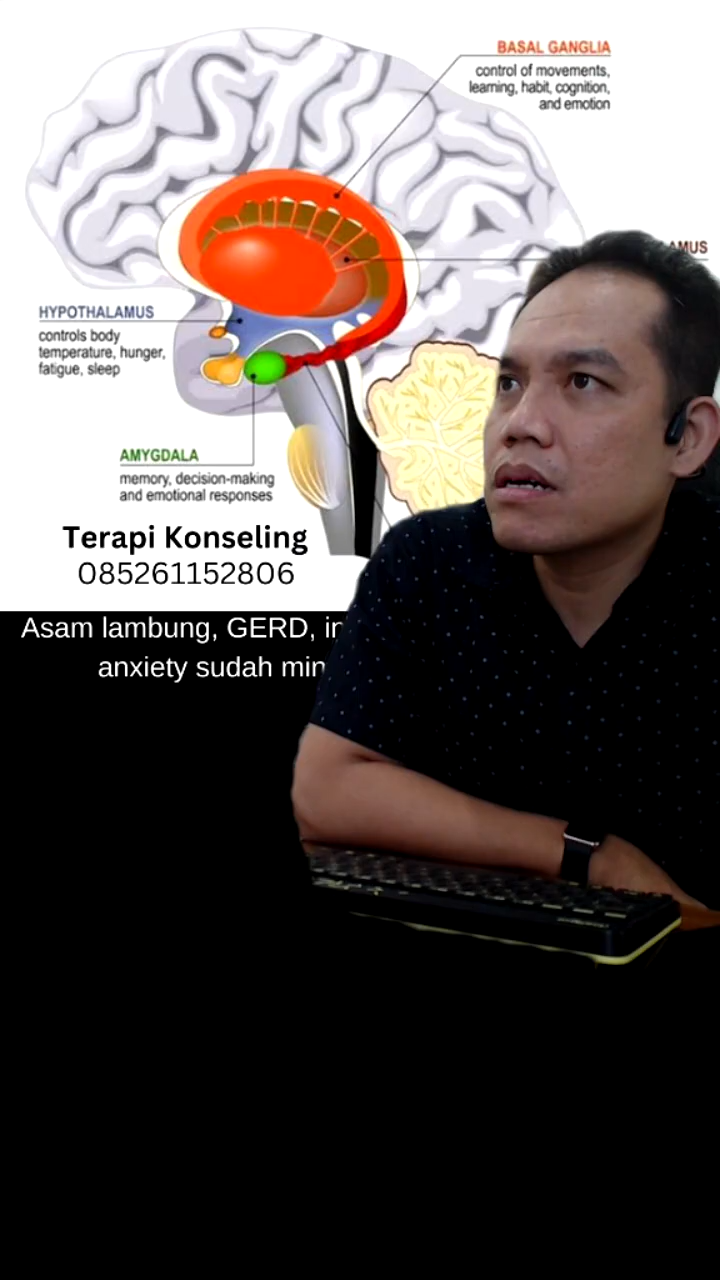 BASAL GANGLIA
control of movements,
learning, habit, cognition,
and emotion
HYPOTHALAMUS
controls body
temperature, hunger,
fatigue, sleep
AMYGDALA
memory, decision-making
and emotional responses
Terapi Konseling
085261152806
Asam lambung, GERD,
anxiety sudah